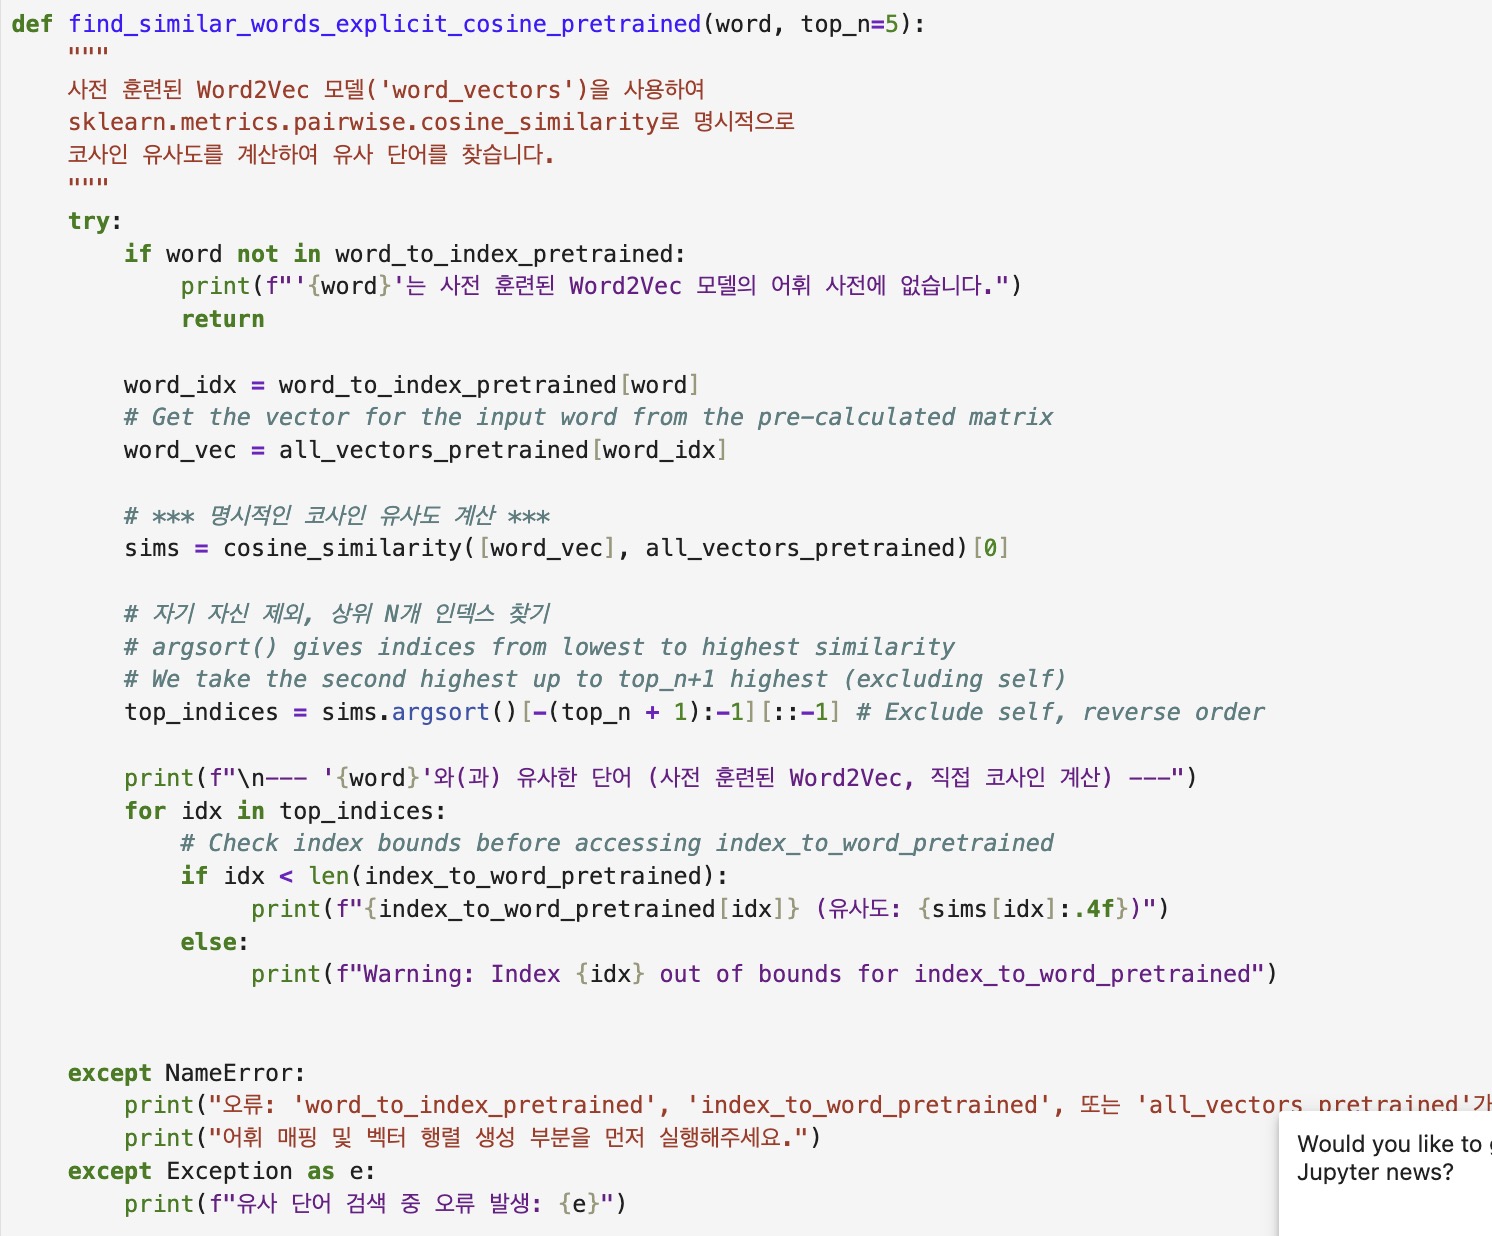 def find_similar_words_explicit_cosine_pretrained(word, top_n=5):
    """
    사전 훈련된 Word2Vec 모델('word_vectors')을 사용하여
    sklearn.metrics.pairwise.cosine_similarity로 명시적으로
    코사인 유사도를 계산하여 유사 단어를 찾습니다.
    """
    try:
        if word not in word_to_index_pretrained:
            print(f"'{word}'는 사전 훈련된 Word2Vec 모델의 어휘 사전에 없습니다.")
            return

        word_idx = word_to_index_pretrained[word]
        # Get the vector for the input word from the pre-calculated matrix
        word_vec = all_vectors_pretrained[word_idx]

        # *** 명시적인 코사인 유사도 계산 ***
        sims = cosine_similarity([word_vec], all_vectors_pretrained)[0]

        # 자기 자신 제외, 상위 N개 인덱스 찾기
        # argsort() gives indices from lowest to highest similarity
        # We take the second highest up to top_n+1 highest (excluding self)
        top_indices = sims.argsort()[-(top_n + 1):-1][::-1] # Exclude self, reverse order

        print(f"\n--- '{word}'와(과) 유사한 단어 (사전 훈련된 Word2Vec, 직접 코사인 계산) ---")
        for idx in top_indices:
            # Check index bounds before accessing index_to_word_pretrained
            if idx < len(index_to_word_pretrained):
                 print(f"{index_to_word_pretrained[idx]} (유사도: {sims[idx]:.4f})")
            else:
                 print(f"Warning: Index {idx} out of bounds for index_to_word_pretrained")

    except NameError:
        print("오류: 'word_to_index_pretrained', 'index_to_word_pretrained', 또는 'all_vectors_pretrained'가
        print("어휘 매핑 및 벡터 행렬 생성 부분을 먼저 실행해주세요.")
    except Exception as e:
        print(f"유사 단어 검색 중 오류 발생: {e}")
Would you like to
Jupyter news?